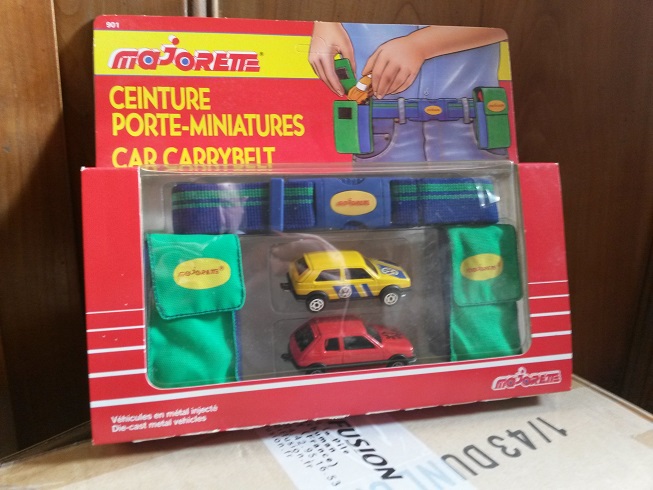 901
MAJORETTE®
CEINTURE
PORTE-MINIATURES
CAR CARRYBELT
MAJORETTE
MAJORETTE
MAJORETTE
MAJORETTE
Véhicules en métal injecté
Die-cast metal vehicles
FUSION
1/43 DUNL